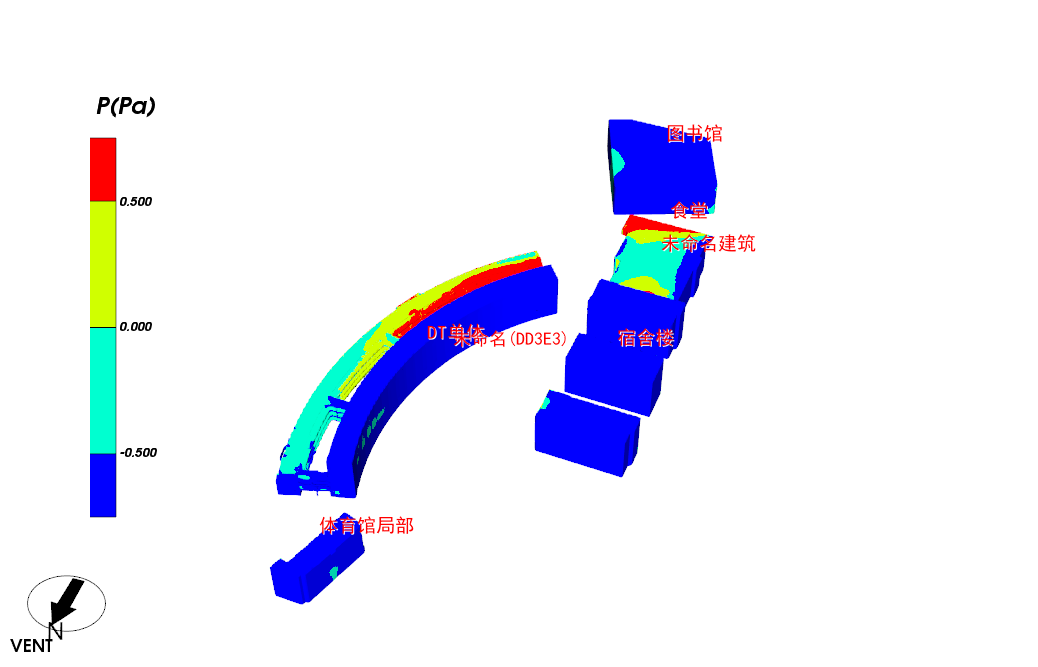 P(Pa)
0.500
0.000
-0.500
图书馆
食堂
未命名建筑
DT单体
未命名(DD3E3)
宿舍楼
体育馆局部
N
VENT